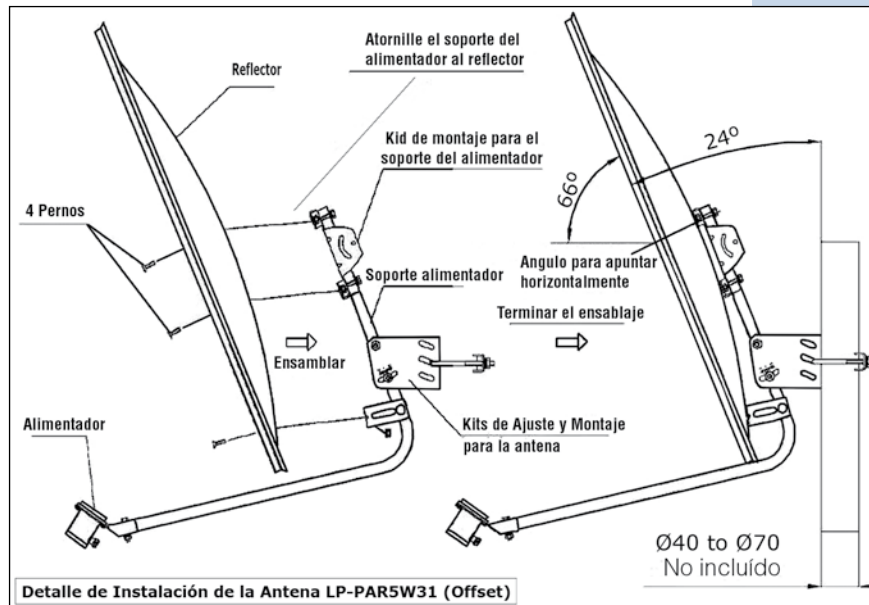 Atornille el soporte del
alimentador al reflector
Reflector
Kid de montaje para el
soporte del alimentador
24º
66º
4 Pernos
Soporte alimentador
Angulo para apuntar
horizontalmente
Terminar el ensablaje
Ensamblar
Alimentador
Kits de Ajuste y Montaje
para la antena
Ø40 to Ø70
No incluído
Detalle de Instalación de la Antena LP-PAR5W31 (Offset)